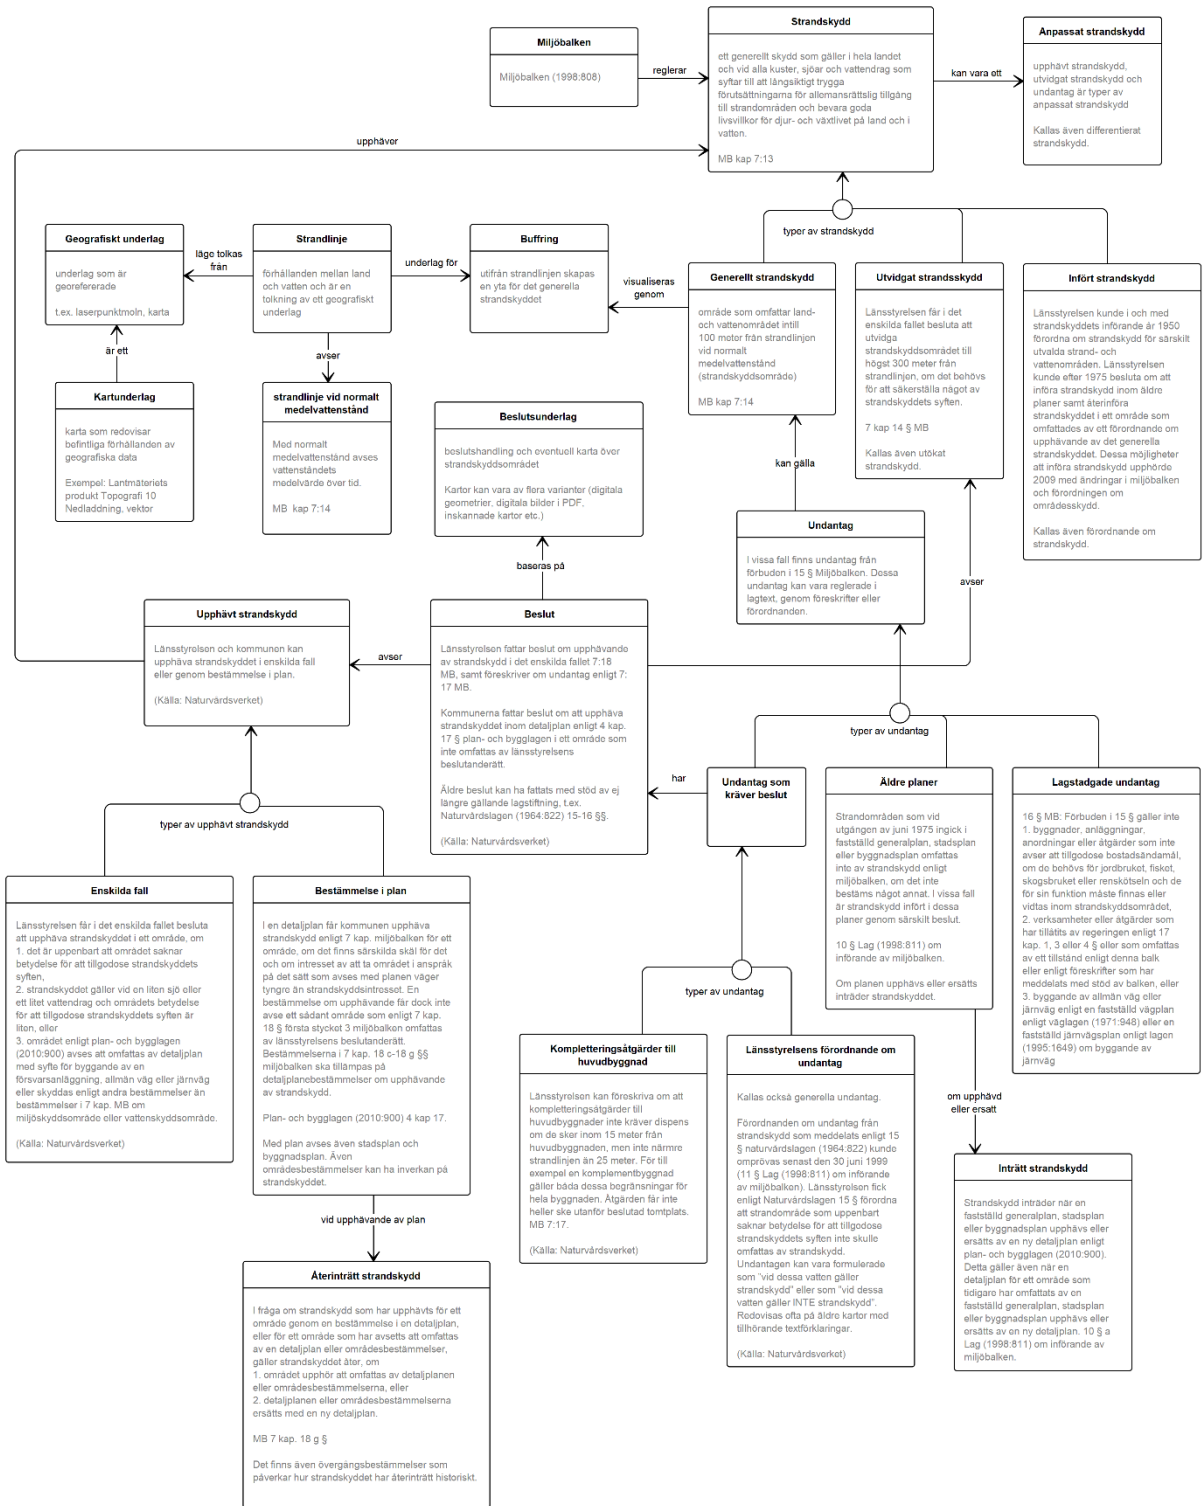 Miljöbalken
Miljöbalken (1998:808)
reglerar
Strandskydd
ett generellt skydd som gäller i hela landet
och vid alla kuster, sjöar och vattendrag som
syftar till att långsiktigt trygga
förutsättningarna för allemansrättslig tillgång
till strandområden och bevara goda
livsvillkor för djur- och växtlivet på land och i
vatten.
MB kap 7:13
kan vara ett
Anpassat strandskydd
upphävt strandskydd,
utvidgat strandskydd och
undantag är typer av
anpassat strandskydd
Kallas även differentierat
strandskydd.
upphäver
typer av strandskydd
Geografiskt underlag
underlag som är
georefererade
t.ex. laserpunktmoln, karta
läge tolkas
från
Strandlinje
förhållanden mellan land
och vatten och är en
tolkning av ett geografiskt
underlag
underlag för
Buffring
utifrån strandlinjen skapas
en yta för det generella
strandskyddet
visualiseras
genom
Generellt strandskydd
område som omfattar land-
och vattenområdet intill
100 meter från strandlinjen
vid normalt
medelvattenstånd
(strandskyddsområde)
MB kap 7:14
Utvidgat strandsskydd
Länsstyrelsen får i det
enskilda fallet besluta att
utvidga
strandskyddsområdet till
högst 300 meter från
strandlinjen, om det behövs
för att säkerställa något av
strandskyddets syften.
7 kap 14 § MB
Kallas även utökat
strandskydd.
Infört strandskydd
Länsstyrelsen kunde i och med
strandskyddets införande år 1950
förordna om strandskydd för särskilt
utvalda strand- och
vattenområden. Länsstyrelsen
kunde efter 1975 besluta om att
införa strandskydd inom äldre
planer samt återinföra
strandskyddet i ett område som
omfattades av ett förordnande om
upphävande av det generella
strandskyddet. Dessa möjligheter
att införa strandskydd upphörde
2009 med ändringar i miljöbalken
och förordningen om
områdesskydd.
Kallas även förordnande om
strandskydd.
är ett
avser
Kartunderlag
karta som redovisar
befintliga förhållanden av
geografiska data
Exempel: Lantmäteriets
produkt Topografi 10
Nedladdning, vektor
strandlinje vid normalt
medelvattenstånd
Med normalt
medelvattenstånd avses
vattenståndets
medelvärde över tid.
MB kap 7:14
Beslutsunderlag
beslutshandling och eventuell karta över
strandskyddsområdet
Kartor kan vara av flera varianter (digitala
geometrier, digitala bilder i PDF,
inskannade kartor etc.)
kan gälla
Undantag
I vissa fall finns undantag från
förbuden i 15 § Miljöbalken. Dessa
undantag kan vara reglerade i
lagtext, genom föreskrifter eller
förordnanden.
baseras på
avser
Upphävt strandskydd
Länsstyrelsen och kommunen kan
upphäva strandskyddet i enskilda fall
eller genom bestämmelse i plan.
(Källa: Naturvårdsverket)
avser
Beslut
Länsstyrelsen fattar beslut om upphävande
av strandskydd i det enskilda fallet 7:18
MB, samt föreskriver om undantag enligt 7:
17 MB.
Kommunerna fattar beslut om att upphäva
strandskyddet inom detaljplan enligt 4 kap.
17 § plan- och bygglagen i ett område som
inte omfattas av länsstyrelsens
beslutanderätt.
Äldre beslut kan ha fattats med stöd av ej
längre gällande lagstiftning, t.ex.
Naturvårdslagen (1964:822) 15-16 §§.
(Källa: Naturvårdsverket)
typer av undantag
har
Undantag som
kräver beslut
Äldre planer
Strandområden som vid
utgången av juni 1975 ingick i
fastställd generalplan, stadsplan
eller byggnadsplan omfattas
inte av strandskydd enligt
miljöbalken, om det inte
bestäms något annat. I vissa fall
är strandskydd infört i dessa
planer genom särskilt beslut.
10 § Lag (1998:811) om
införande av miljöbalken.
Om planen upphävs eller ersätts
inträder strandskyddet.
Lagstadgade undantag
16 § MB: Förbuden i 15 § gäller inte
1. byggnader, anläggningar,
anordningar eller åtgärder som inte
avser att tillgodose bostadsändamål,
om de behövs för jordbruket, fisket,
skogsbruket eller renskötseln och de
för sin funktion måste finnas eller
vidtas inom strandskyddsområdet,
2. verksamheter eller åtgärder som
har tillåtits av regeringen enligt 17
kap. 1, 3 eller 4 § eller som omfattas
av ett tillstånd enligt denna balk
eller enligt föreskrifter som har
meddelats med stöd av balken, eller
3. byggande av allmän väg eller
järnväg enligt en fastställd vägplan
enligt väglagen (1971:948) eller en
fastställd järnvägsplan enligt lagen
(1995:1649) om byggande av
järnväg
typer av upphävt strandskydd
Enskilda fall
Länsstyrelsen får i det enskilda fallet besluta
att upphäva strandskyddet i ett område, om
1. det är uppenbart att området saknar
betydelse för att tillgodose strandskyddets
syften,
2. strandskyddet gäller vid en liten sjö eller
ett litet vattendrag och områdets betydelse
för att tillgodose strandskyddets syften är
liten, eller
3. området enligt plan- och bygglagen
(2010:900) avses att omfattas av detaljplan
med syfte för byggande av en
försvarsanläggning, allmän väg eller järnväg
eller skyddas enligt andra bestämmelser än
bestämmelser i 7 kap. MB om
miljöskyddsområde eller vattenskyddsområde.
(Källa: Naturvårdsverket)
Bestämmelse i plan
I en detaljplan får kommunen upphäva
strandskydd enligt 7 kap. miljöbalken för ett
område, om det finns särskilda skäl för det
och om intresset av att ta området i anspråk
på det sätt som avses med planen väger
tyngre än strandskyddsintresset. En
bestämmelse om upphävande får dock inte
avse ett sådant område som enligt 7 kap.
18 § första stycket 3 miljöbalken omfattas
av länsstyrelsens beslutanderätt.
Bestämmelserna i 7 kap. 18 c-18 g §§
miljöbalken ska tillämpas på
detaljplanebestämmelser om upphävande
av strandskydd.
Plan- och bygglagen (2010:900) 4 kap 17.
Med plan avses även stadsplan och
byggnadsplan. Även
områdesbestämmelser kan ha inverkan på
strandskyddet.
typer av undantag
Kompletteringsåtgärder till
huvudbyggnad
Länsstyrelsen kan föreskriva om att
kompletteringsåtgärder till
huvudbyggnader inte kräver dispens
om de sker inom 15 meter från
huvudbyggnaden, men inte närmre
strandlinjen än 25 meter. För till
exempel en komplementbyggnad
gäller båda dessa begränsningar för
hela byggnaden. Åtgärden får inte
heller ske utanför beslutad tomtplats.
MB 7:17.
(Källa: Naturvårdsverket)
Länsstyrelsens förordnande om
undantag
Kallas också generella undantag.
Förordnanden om undantag från
strandskydd som meddelats enligt 15
§ naturvårdslagen (1964:822) kunde
omprövas senast den 30 juni 1999
(11 § Lag (1998:811) om införande
av miljöbalken). Länsstyrelsen fick
enligt Naturvårdslagen 15 § förordna
att strandområde som uppenbart
saknar betydelse för att tillgodose
strandskyddets syften inte skulle
omfattas av strandskydd.
Undantagen kan vara formulerade
som "vid dessa vatten gäller
strandskydd" eller som "vid dessa
vatten gäller INTE strandskydd".
Redovisas ofta på äldre kartor med
tillhörande textförklaringar.
(Källa: Naturvårdsverket)
om upphävd
eller ersatt
Inträtt strandskydd
Strandskydd inträder när en
fastställd generalplan, stadsplan
eller byggnadsplan upphävs eller
ersätts av en ny detaljplan enligt
plan- och bygglagen (2010:900).
Detta gäller även när en
detaljplan för ett område som
tidigare har omfattats av en
fastställd generalplan, stadsplan
eller byggnadsplan upphävs eller
ersätts av en ny detaljplan. 10 § a
Lag (1998:811) om införande av
miljöbalken.
vid upphävande av plan
Återinträtt strandskydd
I fråga om strandskydd som har upphävts för ett
område genom en bestämmelse i en detaljplan,
eller för ett område som har avsetts att omfattas
av en detaljplan eller områdesbestämmelser,
gäller strandskyddet åter, om
1. området upphör att omfattas av detaljplanen
eller områdesbestämmelserna, eller
2. detaljplanen eller områdesbestämmelserna
ersätts med en ny detaljplan.
MB 7 kap. 18 g §
Det finns även övergångsbestämmelser som
påverkar hur strandskyddet har återinträtt historiskt.